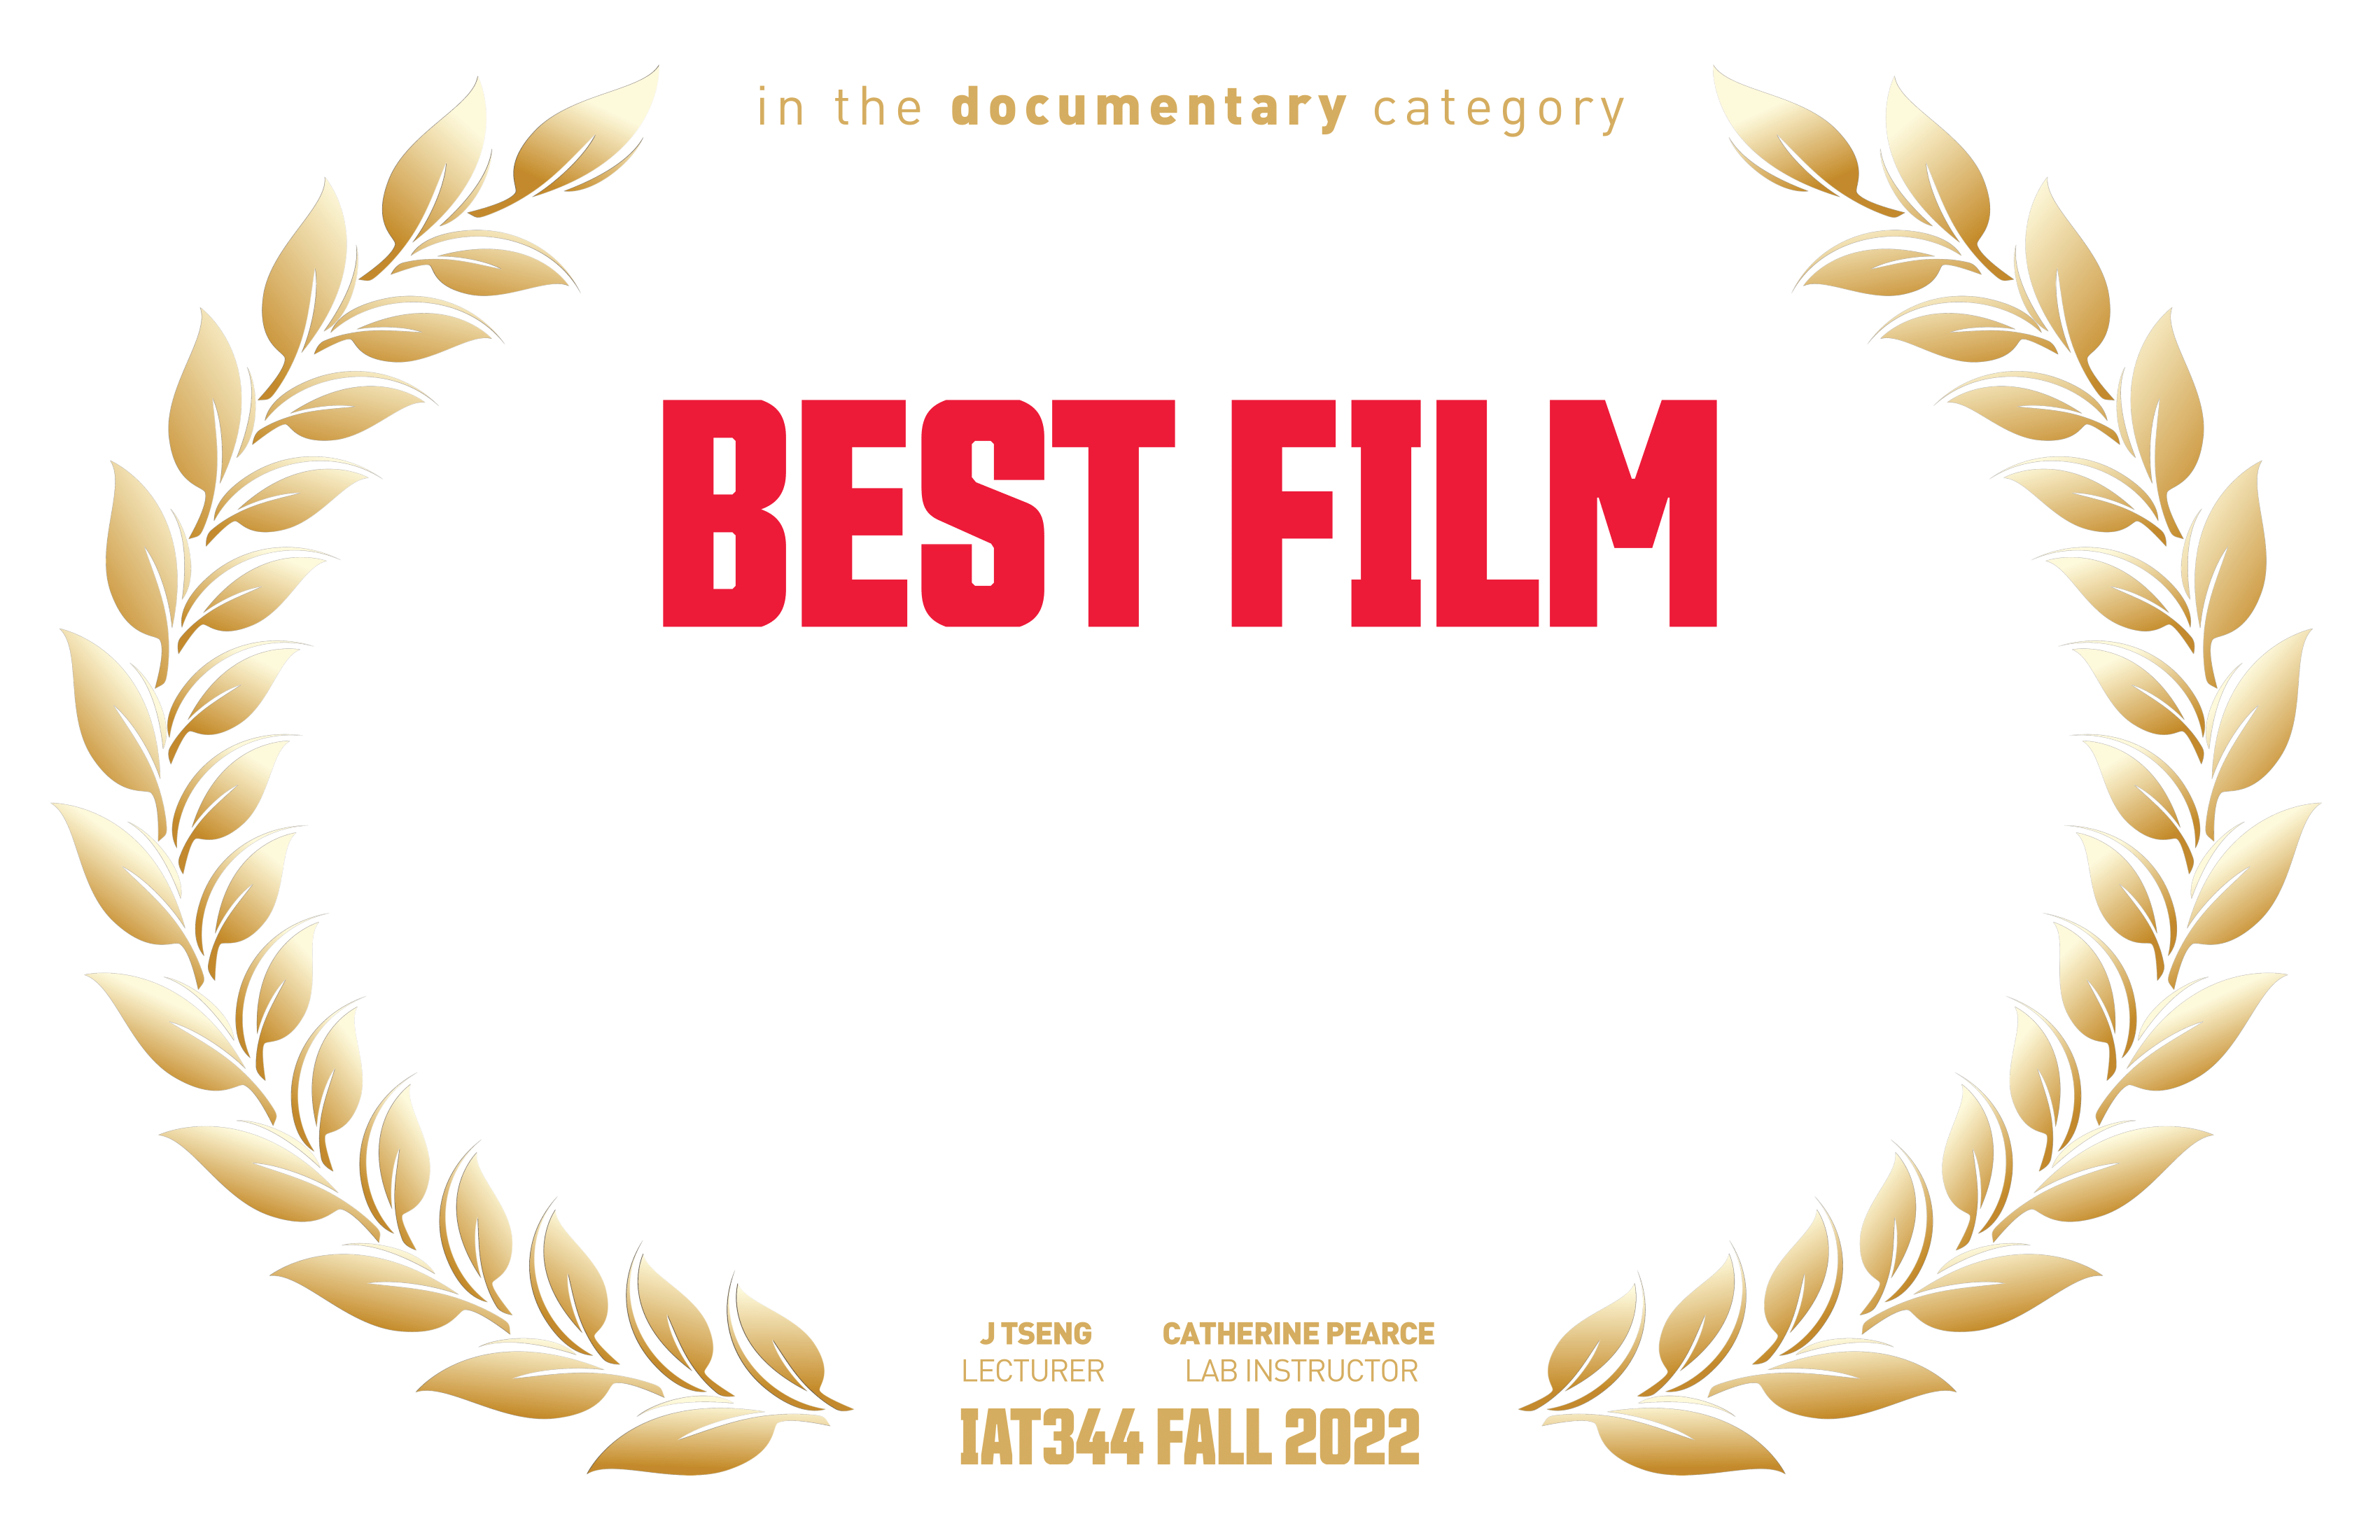 in the documentary category
BEST FILM
J TSENG CATHERINE PEARCE
LECTURER LAB INSTRUCTOR
IAT344 FALL 2022